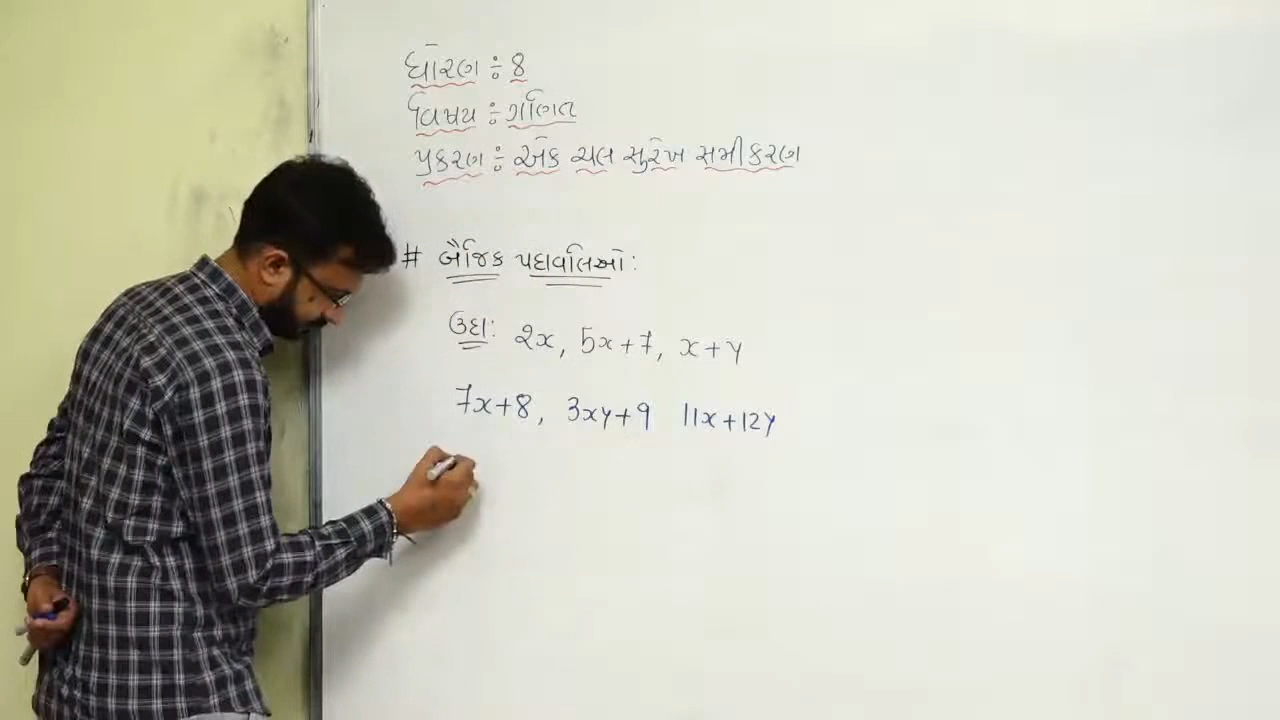 ધોરણ ÷ 8
વિષય ÷ ગણિત
પ્રકરણ ÷ એક ચલ સુરેખ સમીકરણ
# બૈજિક પદાવલિઓ:
ઉદા: 2x, 5x+7, x+y
7x+8, 3xy+9 11x+12y